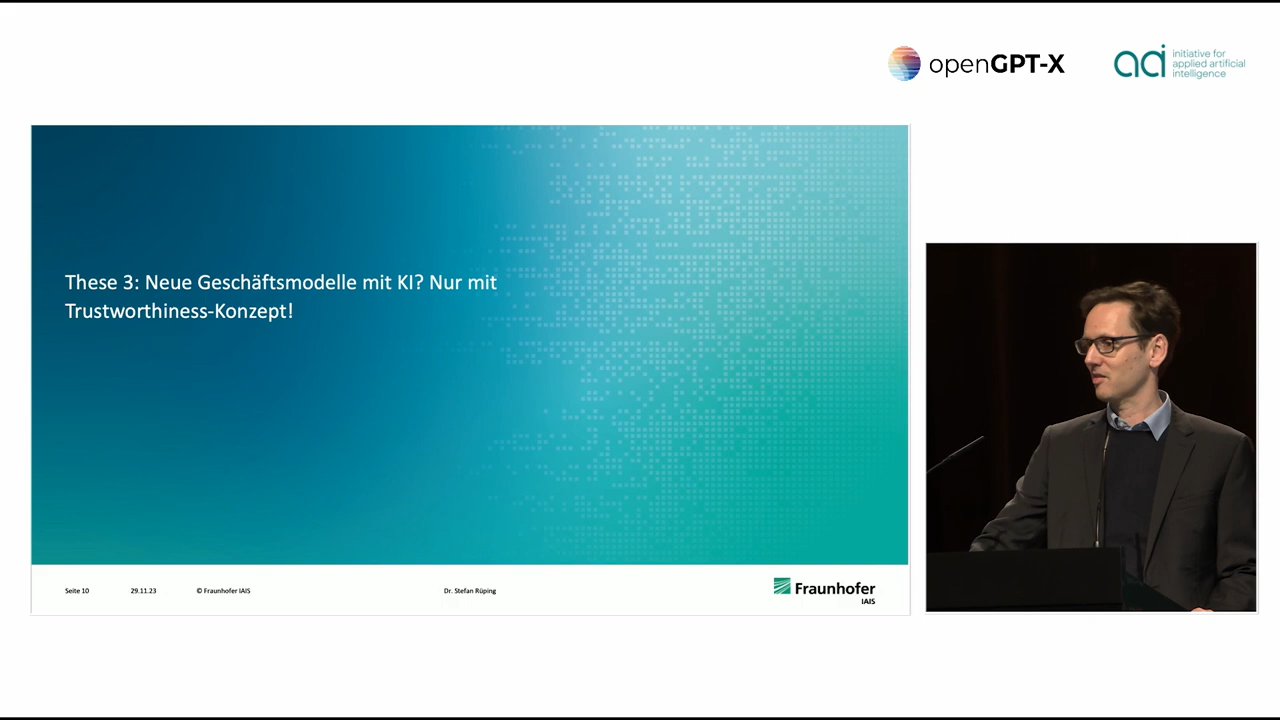 openGPT-X
aai
initiative for
applied artificial
intelligence
These 3: Neue Geschäftsmodelle mit KI? Nur mit
Trustworthiness-Konzept!
Seite 10
29.11.23
© Fraunhofer IAIS
Dr. Stefan Rüping
Fraunhofer
IAIS